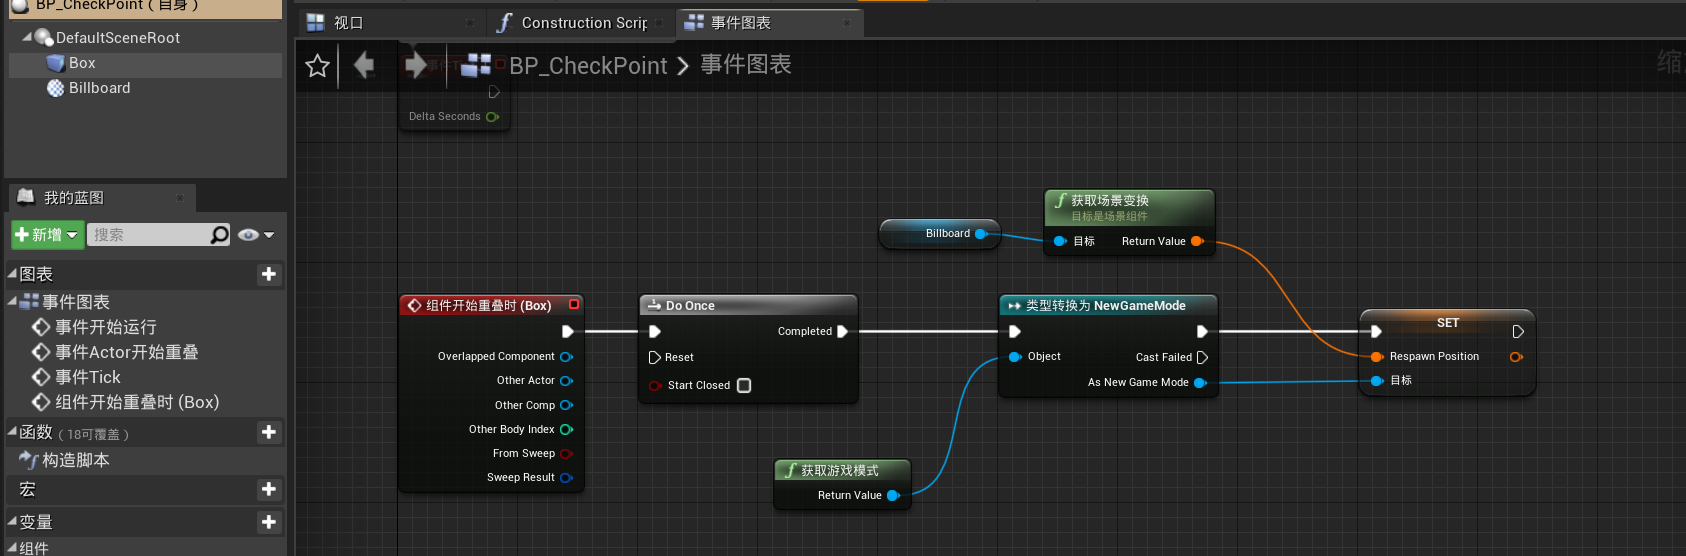 BP_CheckPoint（自身）
DefaultSceneRoot
Box
Billboard
我的蓝图
新增
搜索
图表
事件图表
事件开始运行
事件Actor开始重叠
事件Tick
组件开始重叠时 (Box)
函数（18可覆盖）
构造脚本
宏
变量
组件
视口
Construction Scrip
事件图表
BP_CheckPoint > 事件图表
Delta Seconds
Billboard
获取场景变换
目标是场景组件
目标
Return Value
组件开始重叠时 (Box)
Overlapped Component
Other Actor
Other Comp
Other Body Index
From Sweep
Sweep Result
Do Once
Completed
Reset
Start Closed
类型转换为 NewGameMode
Object
Cast Failed
As New Game Mode
获取游戏模式
Return Value
SET
Respawn Position
目标